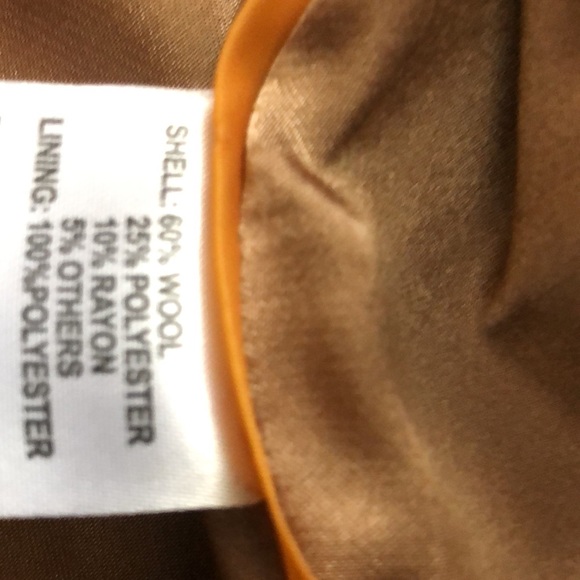 SHELL: 60% WOOL
25% POLYESTER
10% RAYON
5% OTHERS
LINING: 100%POLYESTER